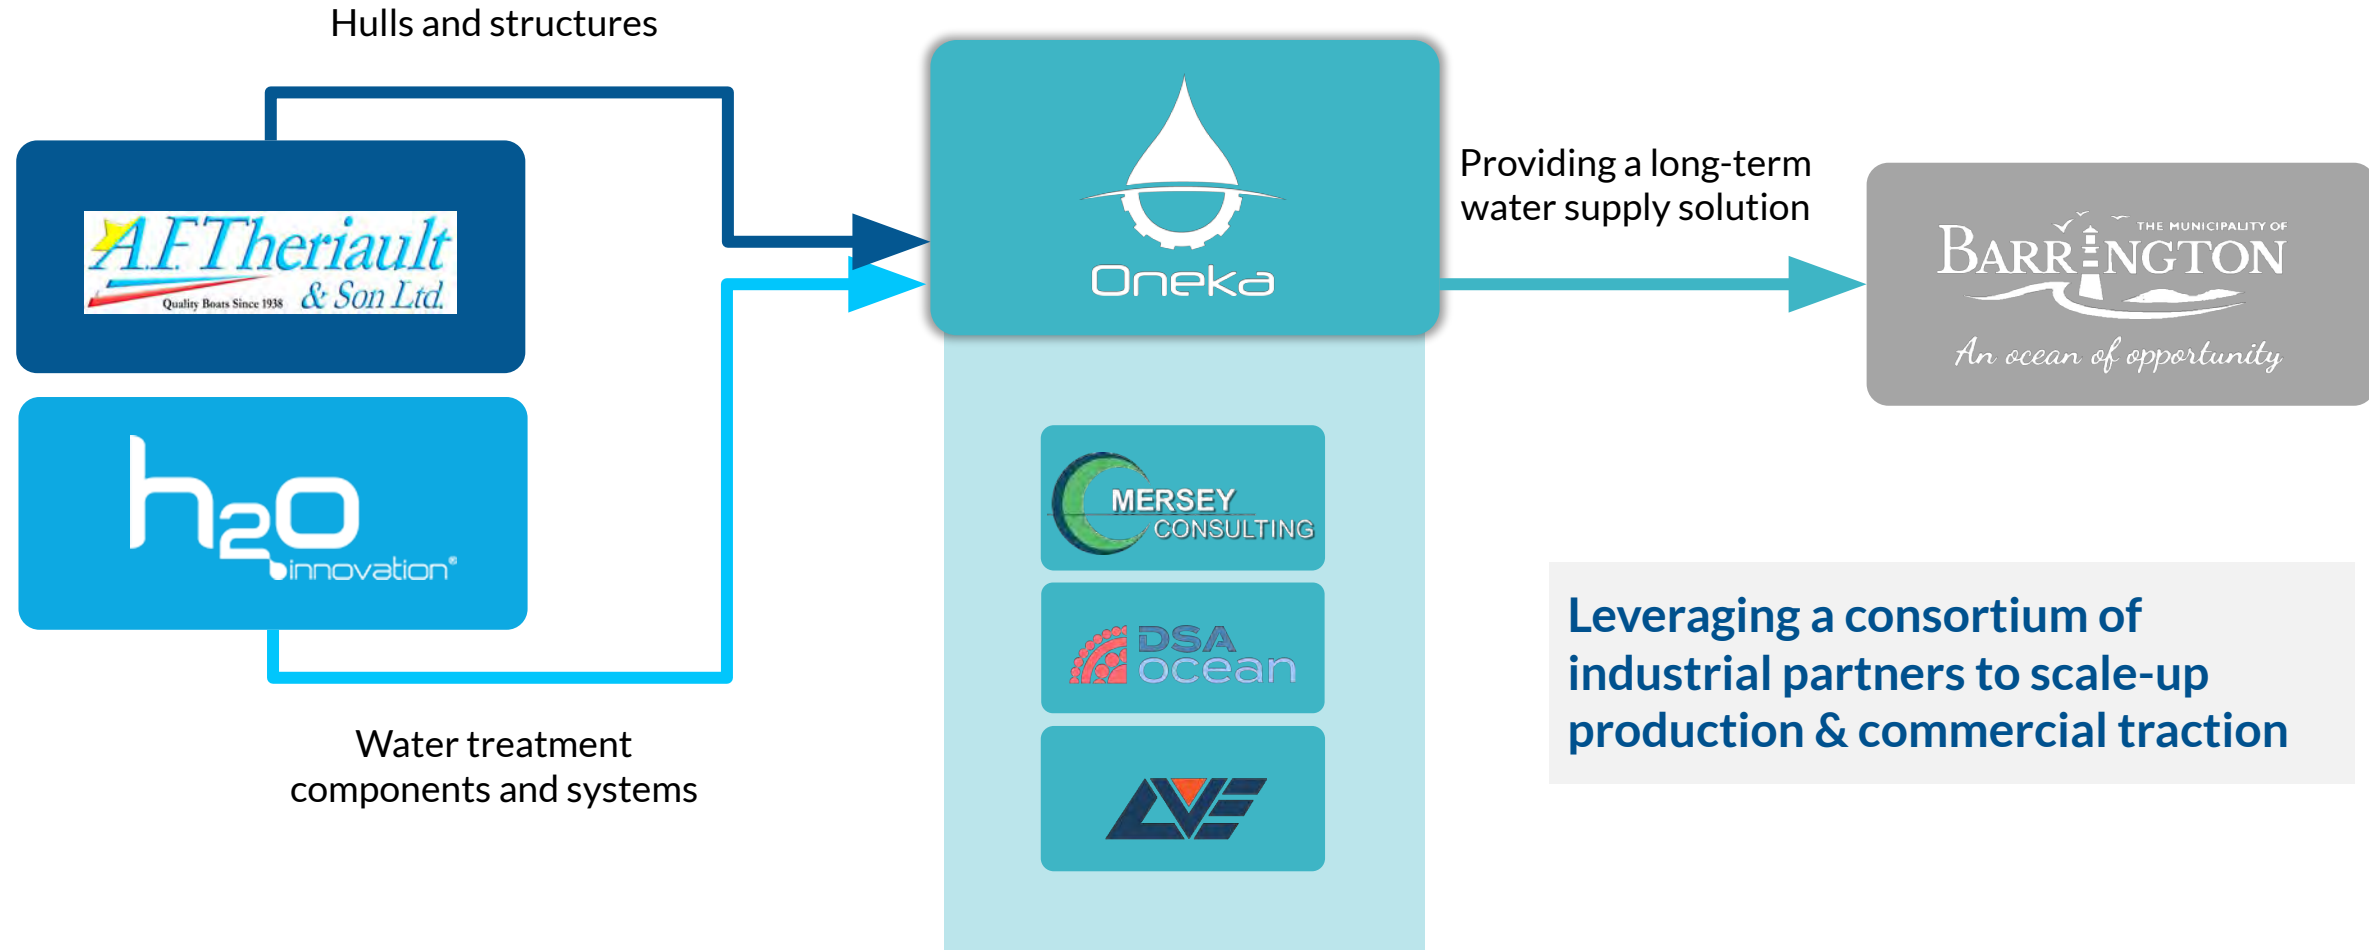 Hulls and structures
A.F. Theriault
& Son Ltd.
Quality Boats Since 1938
h2o
innovation®
Water treatment
components and systems
Oneka
MERSEY
CONSULTING
DSA
ocean
LVE
Providing a long-term
water supply solution
THE MUNICIPALITY OF
BARRINGTON
An ocean of opportunity
Leveraging a consortium of
industrial partners to scale-up
production & commercial traction